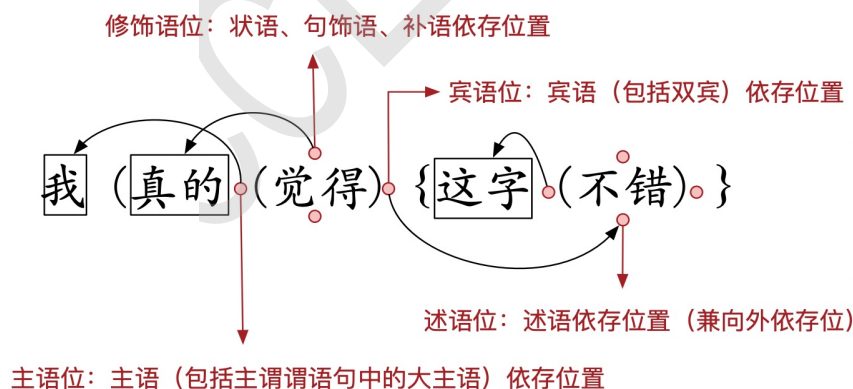 修饰语位：状语、句饰语、补语依存位置
宾语位：宾语（包括双宾）依存位置
我（真的（觉得）｛这字（不错）｝
述语位：述语依存位置（兼向外依存位）
主语位：主语（包括主谓谓语句中的大主语）依存位置